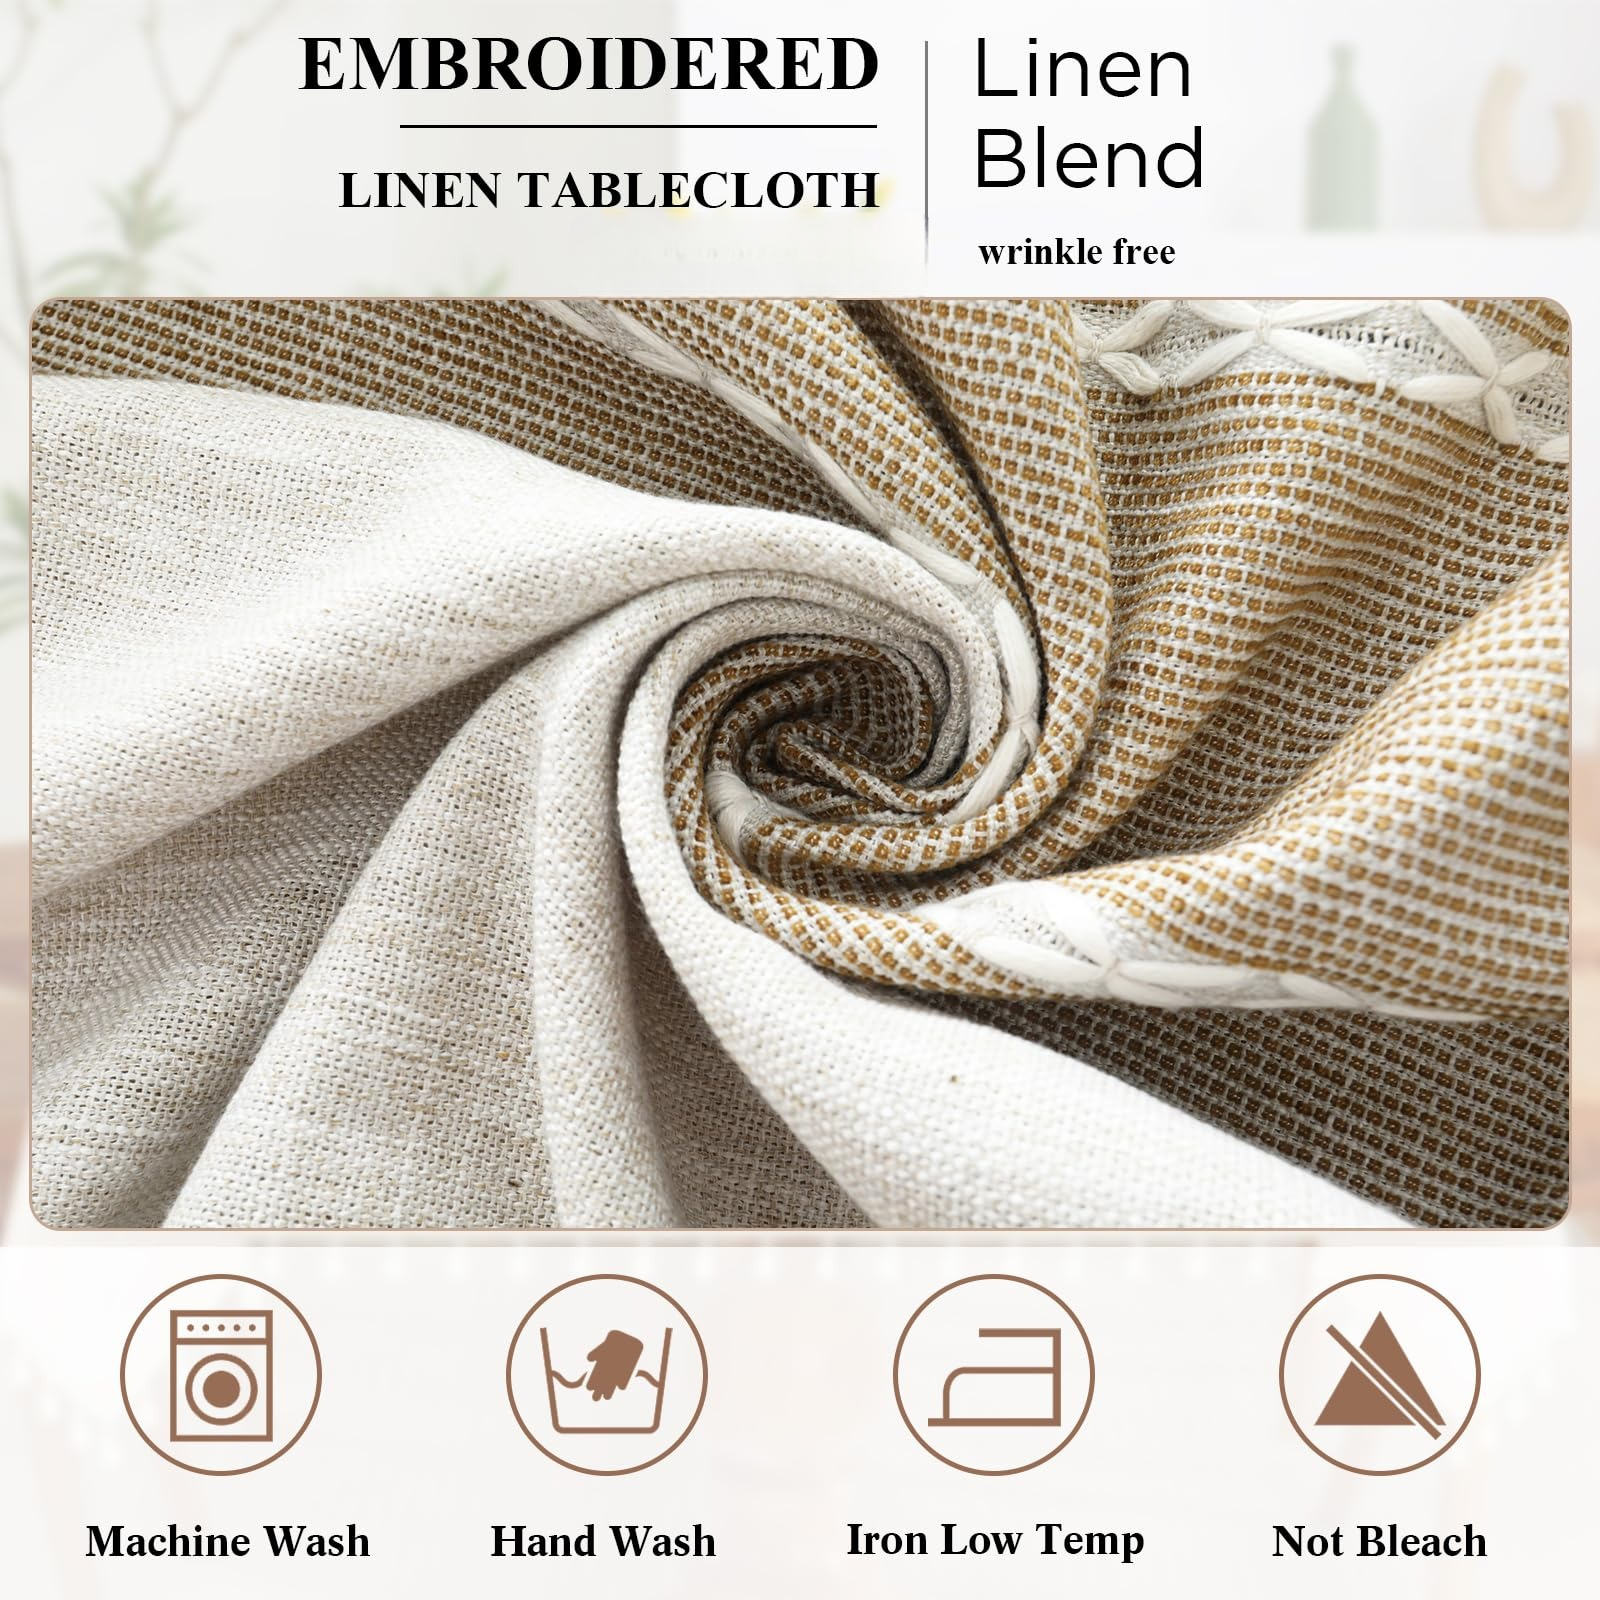 EMBROIDERED
LINEN TABLECLOTH
Linen
Blend
wrinkle free
Machine Wash
Hand Wash
Iron Low Temp
Not Bleach